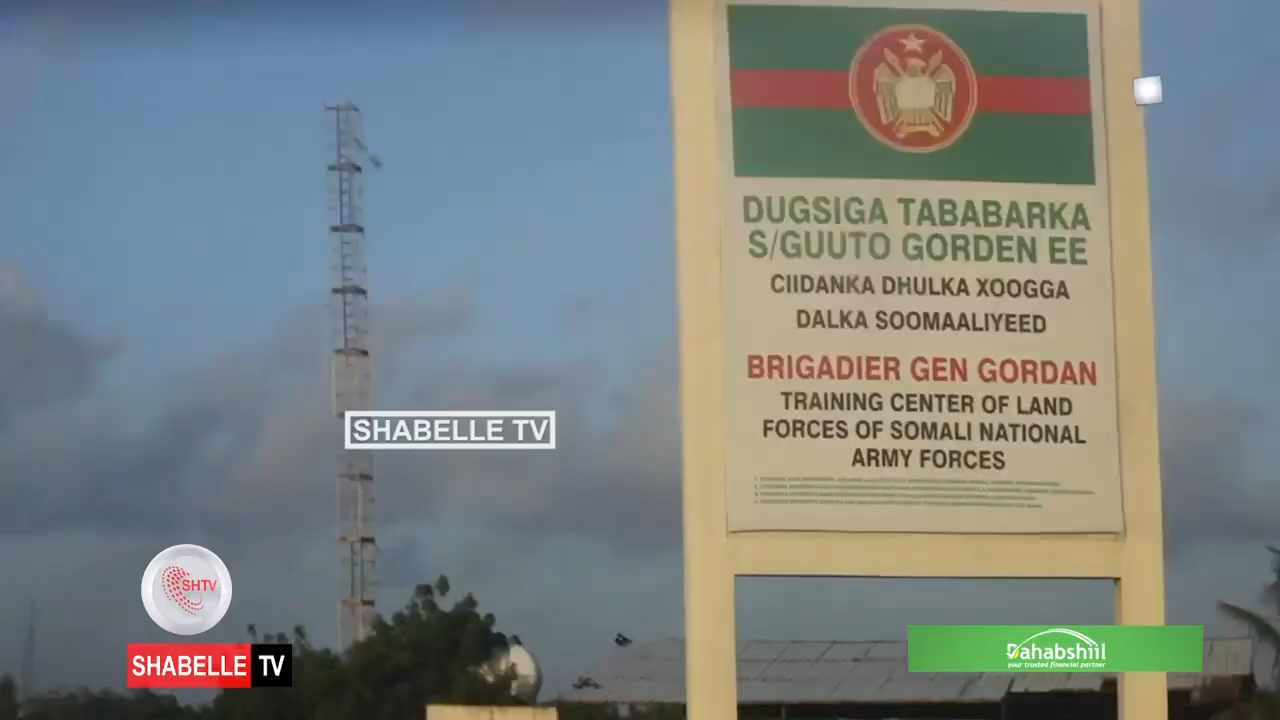 DUGSIGA TABABARKA
S/GUUTO GORDEN EE
CIIDANKA DHULKA XOOGGA
DALKA SOOMAALIYEED
BRIGADIER GEN GORDAN
TRAINING CENTER OF LAND
FORCES OF SOMALI NATIONAL
ARMY FORCES
SHABELLE TV
SHTV
SHABELLE TV
Dahabshiil
your trusted financial partner